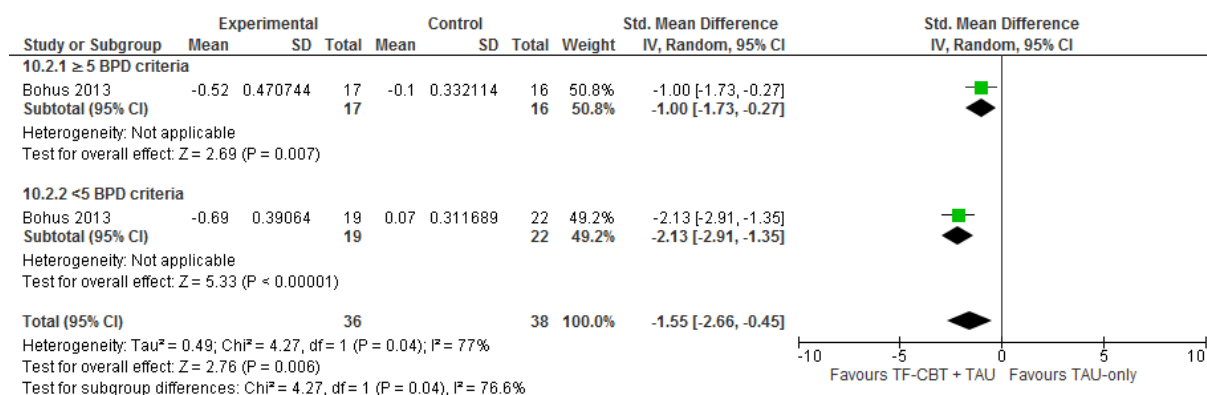 Experimental Control Std. Mean Difference Std. Mean Difference
Study or Subgroup Mean SD Total Mean SD Total Weight IV, Random, 95% CI IV, Random, 95% CI
10.2.1 ≥ 5 BPD criteria
Bohus 2013 -0.52 0.470744 17 -0.1 0.332114 16 50.8% -1.00 [-1.73, -0.27]
Subtotal (95% CI) 17 16 50.8% -1.00 [-1.73, -0.27]
Heterogeneity: Not applicable
Test for overall effect: Z = 2.69 (P = 0.007)
10.2.2 <5 BPD criteria
Bohus 2013 -0.69 0.39064 19 0.07 0.311689 22 49.2% -2.13 [-2.91, -1.35]
Subtotal (95% CI) 19 22 49.2% -2.13 [-2.91, -1.35]
Heterogeneity: Not applicable
Test for overall effect: Z = 5.33 (P < 0.00001)
Total (95% CI) 36 38 100.0% -1.55 [-2.66, -0.45]
Heterogeneity: Tau² = 0.49; Chi² = 4.27, df = 1 (P = 0.04); I² = 77%
Test for overall effect: Z = 2.76 (P = 0.006)
Test for subgroup differences: Chi² = 4.27, df = 1 (P = 0.04), I² = 76.6%
-10 -5 0 5 10
Favours TF-CBT + TAU Favours TAU-only